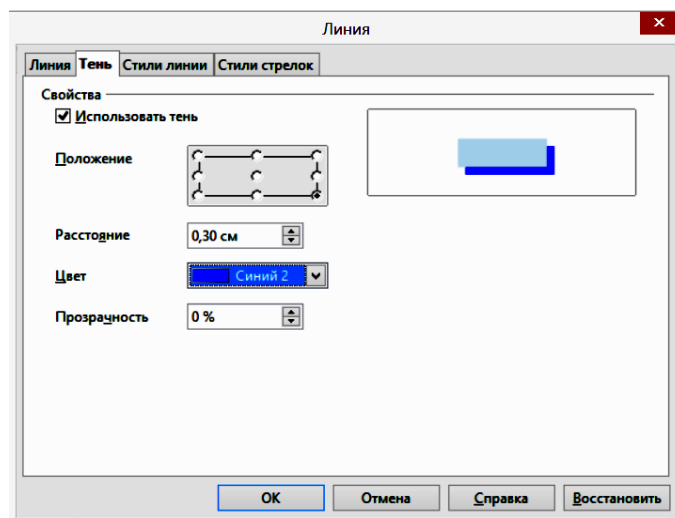 Линия
Линия Тень Стили линии Стили стрелок
Свойства
Использовать тень
Положение
Расстояние 0,30 см
Цвет Синий 2
Прозрачность 0 %
OK Отмена Справка Восстановить